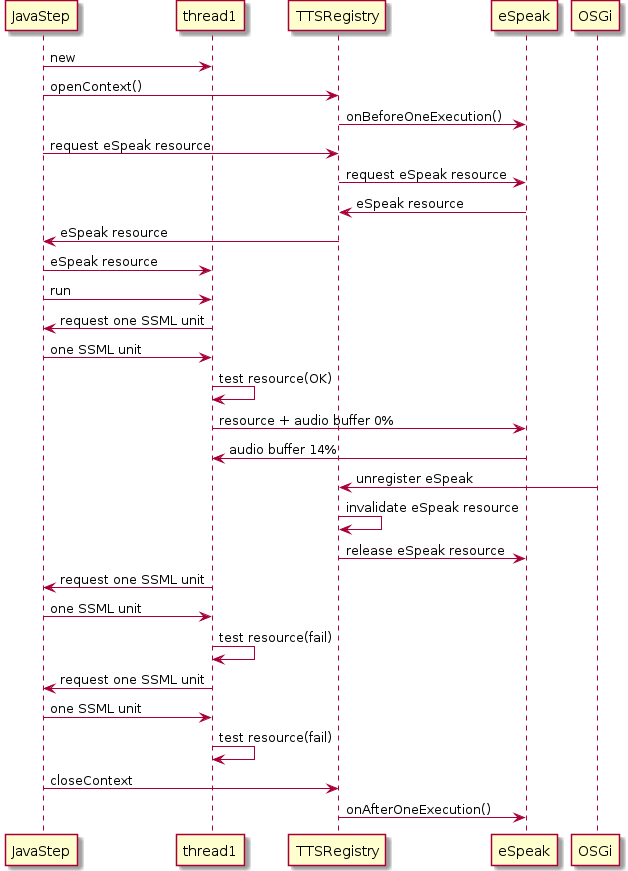 JavaStep thread1 TTSRegistry eSpeak OSGi
new
openContext()
onBeforeOneExecution()
request eSpeak resource
request eSpeak resource
eSpeak resource
eSpeak resource
eSpeak resource
run
request one SSML unit
one SSML unit
test resource(OK)
resource + audio buffer 0%
audio buffer 14%
unregister eSpeak
invalidate eSpeak resource
release eSpeak resource
request one SSML unit
one SSML unit
test resource(fail)
request one SSML unit
one SSML unit
test resource(fail)
closeContext
onAfterOneExecution()
JavaStep thread1 TTSRegistry eSpeak OSGi